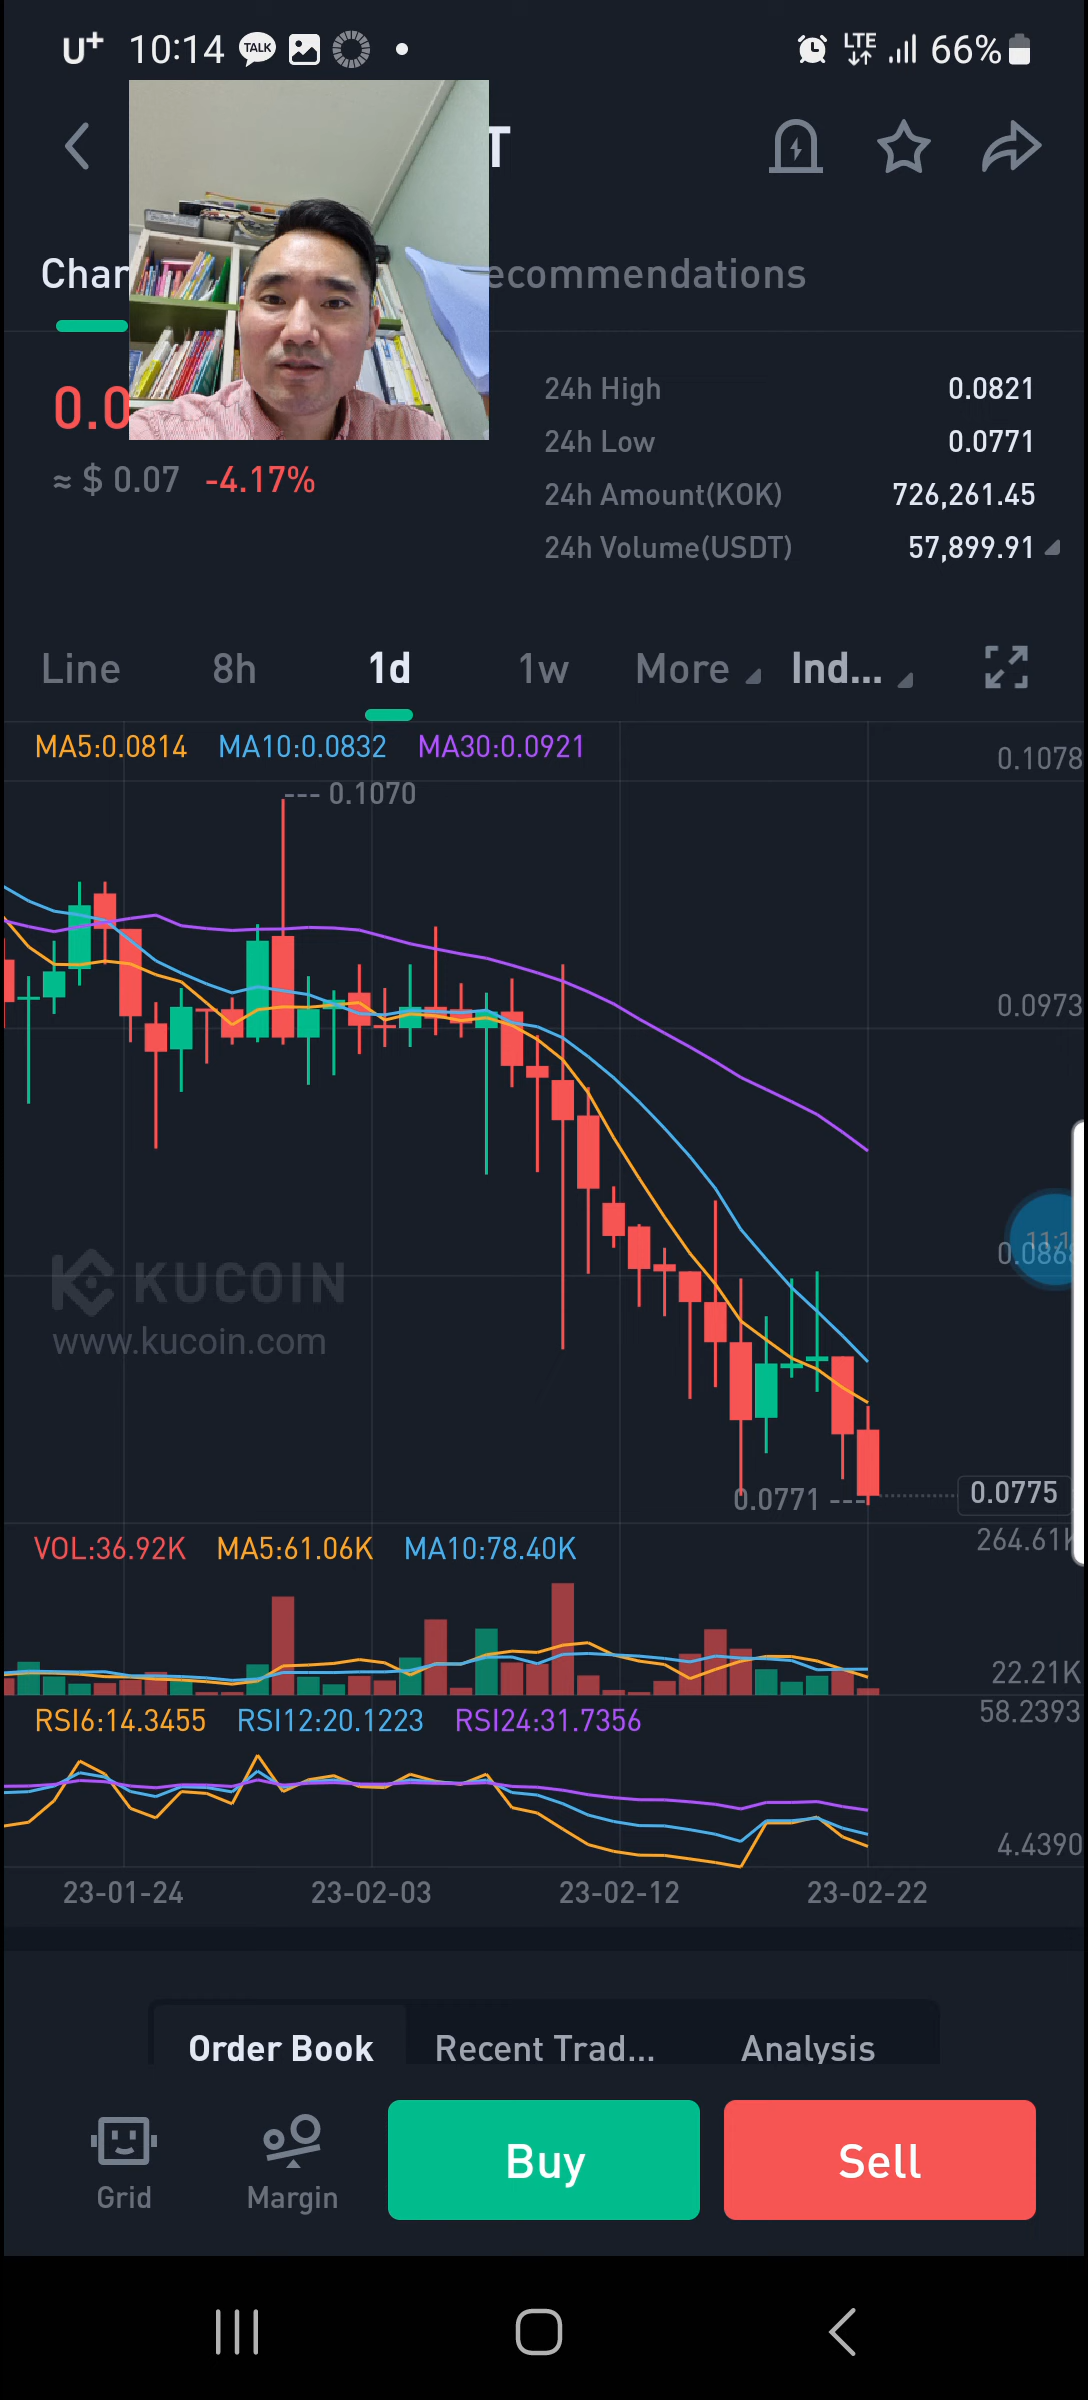 U+ 10:14 TALK LTE 66%
T
Char ecommendations
0.0
≈ $ 0.07 -4.17%
24h High 0.0821
24h Low 0.0771
24h Amount(KOK) 726,261.45
24h Volume(USDT) 57,899.91
Line 8h 1d 1w More Ind...
MA5:0.0814 MA10:0.0832 MA30:0.0921
0.1078
--- 0.1070
0.0973
11:1
0.0868
KUCOIN
www.kucoin.com
0.0771 --- 0.0775
VOL:36.92K MA5:61.06K MA10:78.40K
264.61K
22.21K
RSI6:14.3455 RSI12:20.1223 RSI24:31.7356
58.2393
4.4390
23-01-24 23-02-03 23-02-12 23-02-22
Order Book Recent Trad... Analysis
Grid Margin Buy Sell